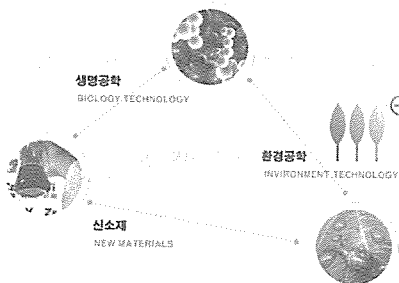 생명공학
BIOLOGY TECHNOLOGY
환경공학
INVIRONMENT TECHNOLOGY
신소재
NEW MATERIALS